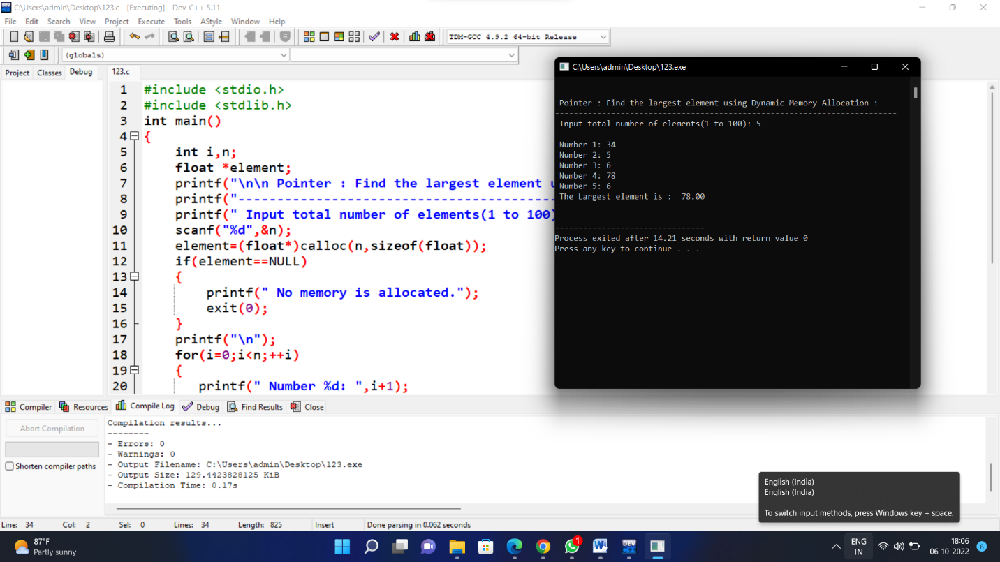 C:\Users\admin\Desktop\123.c - [Executing] - Dev-C++ 5.11
File Edit Search View Project Execute Tools AStyle Window Help
TDM-GCC 4.9.2 64-bit Release
(globals)
Project Classes Debug 123.c
1 #include <stdio.h>
2 #include <stdlib.h>
3 int main()
4 {
5 int i,n;
6 float *element;
7 printf("\n\n Pointer : Find the largest element u
8 printf("-----------------------------------------
9 printf(" Input total number of elements(1 to 100)
10 scanf("%d",&n);
11 element=(float*)calloc(n,sizeof(float));
12 if(element==NULL)
13 {
14 printf(" No memory is allocated.");
15 exit(0);
16 }
17 printf("\n");
18 for(i=0;i<n;++i)
19 {
20 printf(" Number %d: ",i+1);
C:\Users\admin\Desktop\123.exe
Pointer : Find the largest element using Dynamic Memory Allocation :
-------------------------------------------------------------------------
Input total number of elements(1 to 100): 5
Number 1: 34
Number 2: 5
Number 3: 6
Number 4: 78
Number 5: 6
The Largest element is : 78.00
--------------------------------
Process exited after 14.21 seconds with return value 0
Press any key to continue . . .
Compiler Resources Compile Log Debug Find Results Close
Abort Compilation
Shorten compiler paths
Compilation results...
--------
- Errors: 0
- Warnings: 0
- Output Filename: C:\Users\admin\Desktop\123.exe
- Output Size: 129.4423828125 KiB
- Compilation Time: 0.17s
English (India)
English (India)
To switch input methods, press Windows key + space.
Line: 34 Col: 2 Sel: 0 Lines: 34 Length: 825 Insert Done parsing in 0.062 seconds
87°F
Partly sunny
1
DEV
ENG
IN
18:06
06-10-2022
6